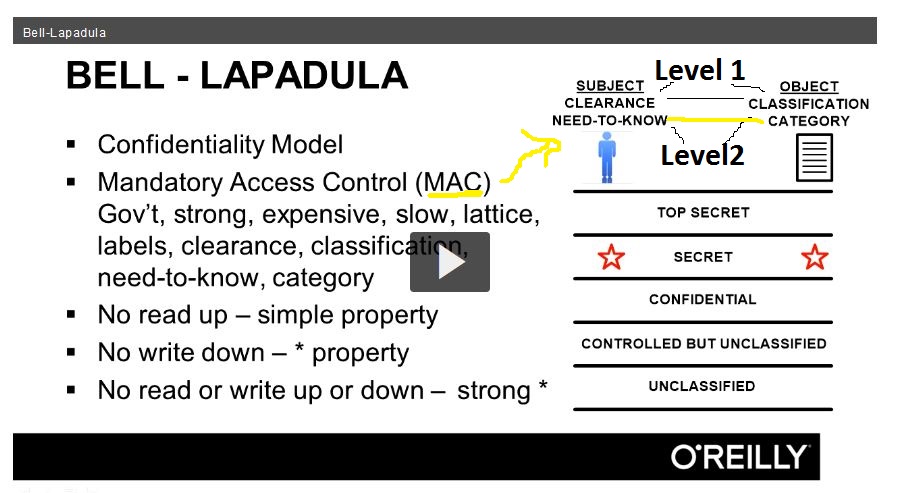 Bell-Lapadula
BELL - LAPADULA
▪ Confidentiality Model
▪ Mandatory Access Control (MAC)
Gov't, strong, expensive, slow, lattice,
labels, clearance, classification,
need-to-know, category
▪ No read up – simple property
▪ No write down – * property
▪ No read or write up or down – strong *
Level 1
SUBJECT
CLEARANCE
NEED-TO-KNOW
OBJECT
CLASSIFICATION
CATEGORY
Level2
TOP SECRET
SECRET
CONFIDENTIAL
CONTROLLED BUT UNCLASSIFIED
UNCLASSIFIED
O'REILLY